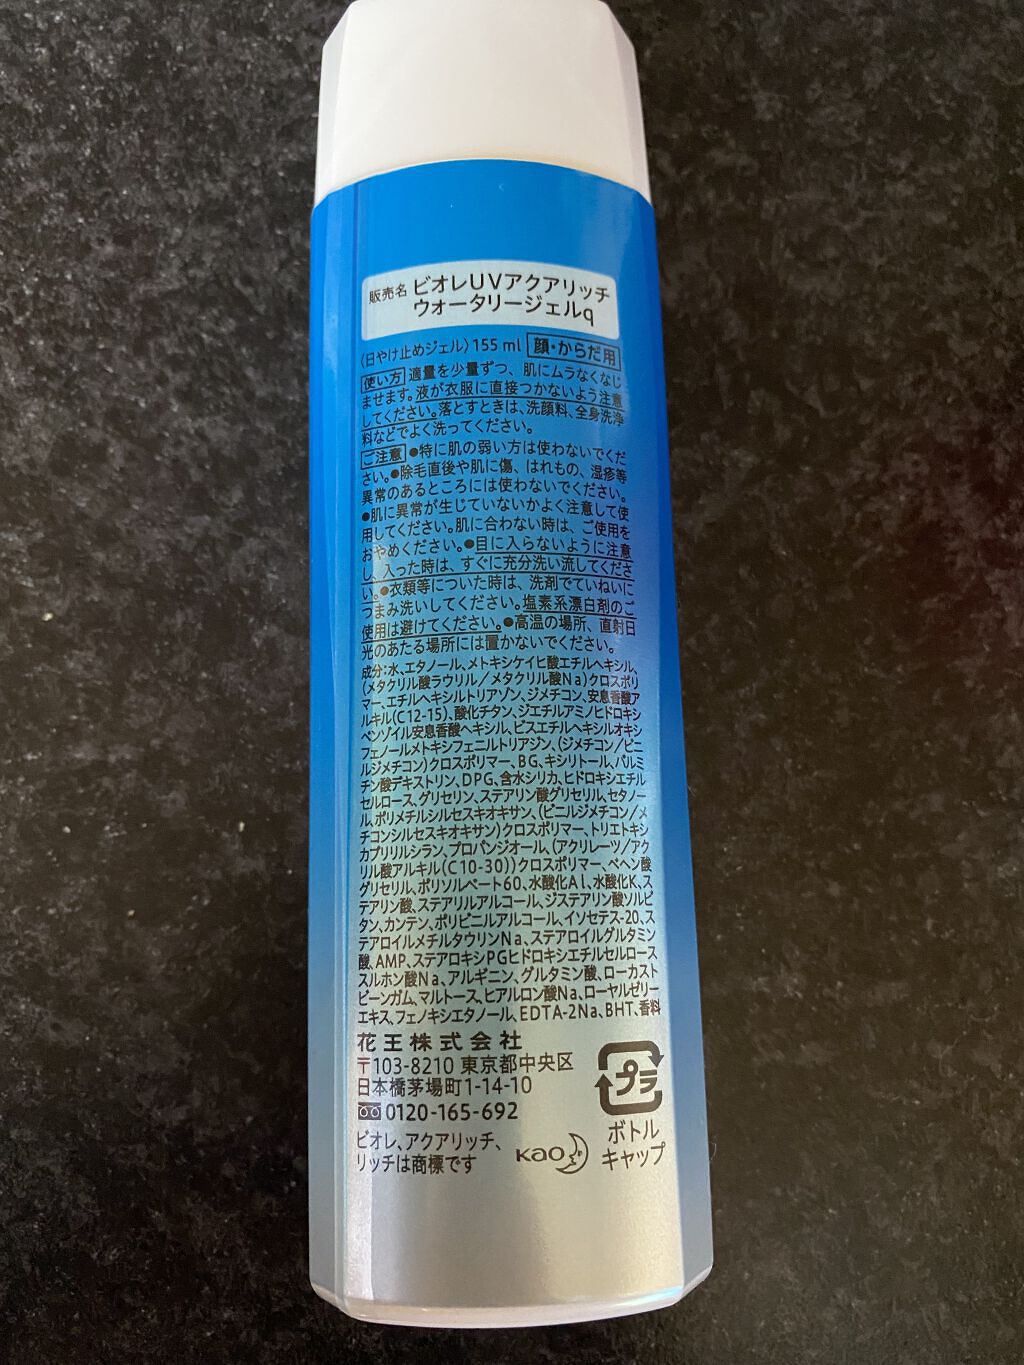 販売名 ビオレUVアクアリッチ
ウォータリージェルq
〈日やけ止めジェル〉155 ml 顔・からだ用
使い方 適量を少量ずつ、肌にムラなくなじ
ませます。液が衣服に直接つかないよう注意
してください。落とすときは、洗顔料、全身洗浄
料などでよく洗ってください。
ご注意 ●特に肌の弱い方は使わないでくだ
さい。●除毛直後や肌に傷、はれもの、湿疹等
異常のあるところには使わないでください。
●肌に異常が生じていないかよく注意して使
用してください。肌に合わない時は、ご使用を
おやめください。●目に入らないように注意
し、入った時は、すぐに充分洗い流してくださ
い。●衣類等についた時は、洗剤でていねいに
つまみ洗いしてください。塩素系漂白剤のご
使用は避けてください。●高温の場所、直射日
光のあたる場所には置かないでください。
成分:水、エタノール、メトキシケイヒ酸エチルヘキシル、
(メタクリル酸ラウリル/メタクリル酸Na)クロスポリ
マー、エチルヘキシルトリアゾン、ジメチコン、安息香酸ア
ルキル(C12-15)、酸化チタン、ジエチルアミノヒドロキシ
ベンゾイル安息香酸ヘキシル、ビスエチルヘキシルオキシ
フェノールメトキシフェニルトリアジン、(ジメチコン/ビニ
ルジメチコン)クロスポリマー、BG、キシリトール、パルミ
チン酸デキストリン、DPG、含水シリカ、ヒドロキシエチル
セルロース、グリセリン、ステアリン酸グリセリル、セタノー
ル、ポリメチルシルセスキオキサン、(ビニルジメチコン/メ
チコンシルセスキオキサン)クロスポリマー、トリエトキシ
カプリリルシラン、プロパンジオール、(アクリレーツ/アク
リル酸アルキル(C10-30))クロスポリマー、ベヘン酸
グリセリル、ポリソルベート60、水酸化Al、水酸化K、ス
テアリン酸、ステアリルアルコール、ジステアリン酸ソルビ
タン、カンテン、ポリビニルアルコール、イソセテス-20、ス
テアロイルメチルタウリンNa、ステアロイルグルタミン
酸、AMP、ステアロキシPGヒドロキシエチルセルロース
スルホン酸Na、アルギニン、グルタミン酸、ローカスト
ビーンガム、マルトース、ヒアルロン酸Na、ローヤルゼリー
エキス、フェノキシエタノール、EDTA-2Na、BHT、香料
花王株式会社
〒103-8210 東京都中央区
日本橋茅場町1-14-10
0120-165-692
プラ
ボトル
キャップ
ビオレ、アクアリッチ、
リッチは商標です
Kao